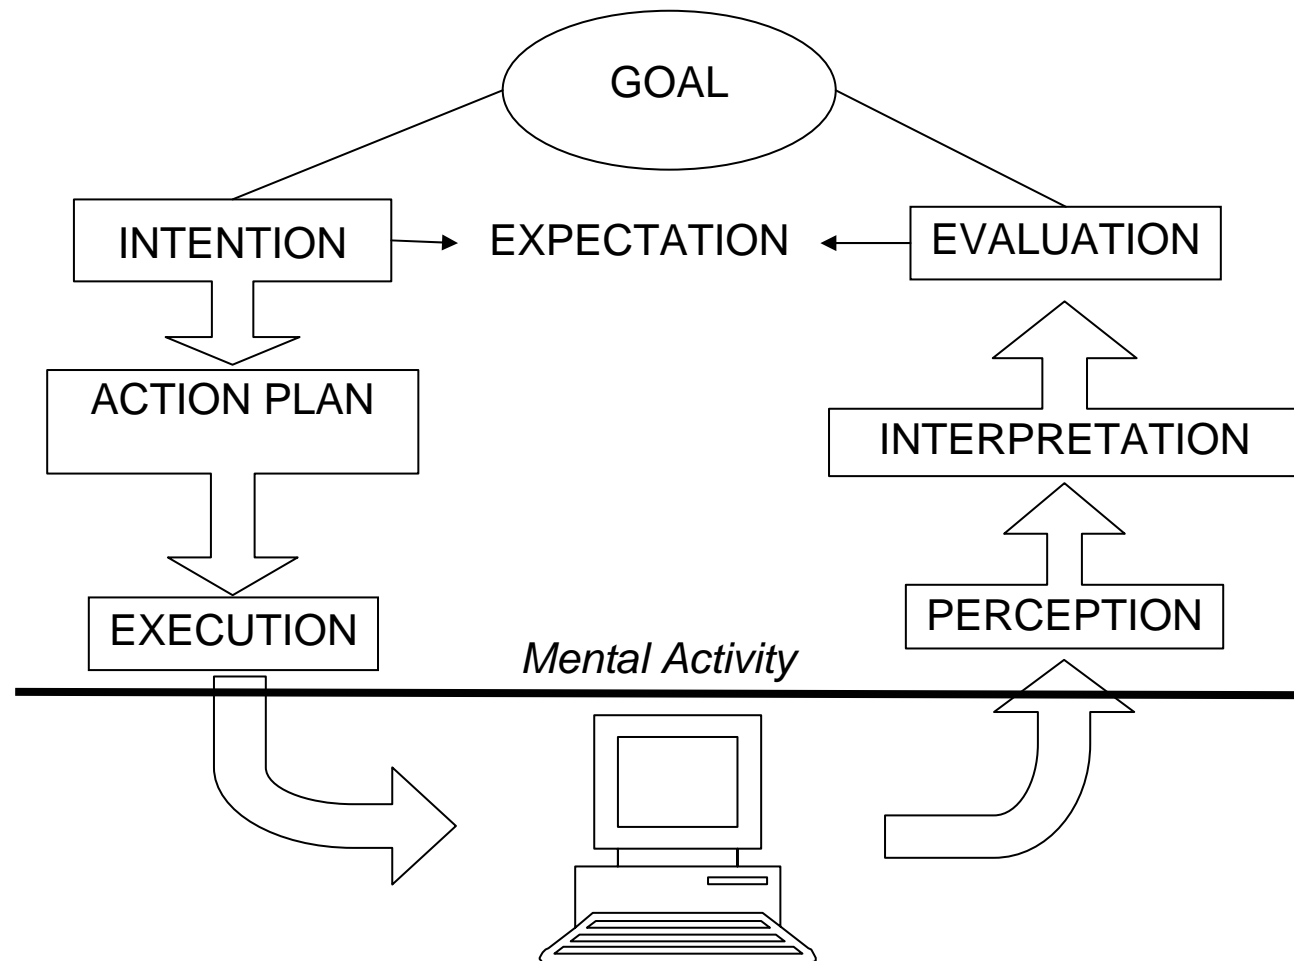 GOAL
INTENTION
EXPECTATION
EVALUATION
ACTION PLAN
INTERPRETATION
EXECUTION
PERCEPTION
Mental Activity